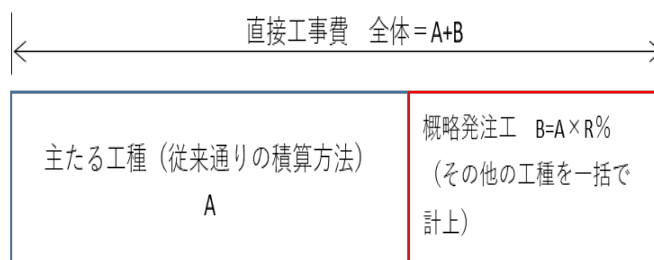 直接工事費　全体＝A+B
主たる工種（従来通りの積算方法）
A
概略発注工　B=A×R％
（その他の工種を一括で
計上）